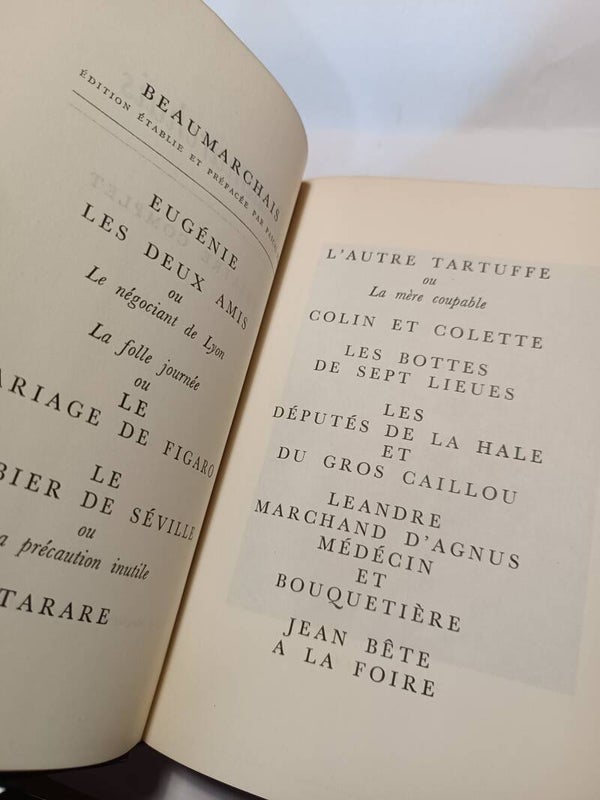 BEAUMARCHAIS
ÉDITION ÉTABLIE ET PRÉFACÉE PAR
EUGÉNIE
LES DEUX AMIS
ou
Le négociant de Lyon
La folle journée
ou
LE
ARIAGE DE FIGARO
LE
BIER DE SÉVILLE
ou
a précaution inutile
TARARE
L'AUTRE TARTUFFE
ou
La mère coupable
COLIN ET COLETTE
LES BOTTES
DE SEPT LIEUES
LES
DÉPUTÉS DE LA HALE
ET
DU GROS CAILLOU
LEANDRE
MARCHAND D'AGNUS
MÉDÉCIN
ET
BOUQUETIÈRE
JEAN BÊTE
A LA FOIRE